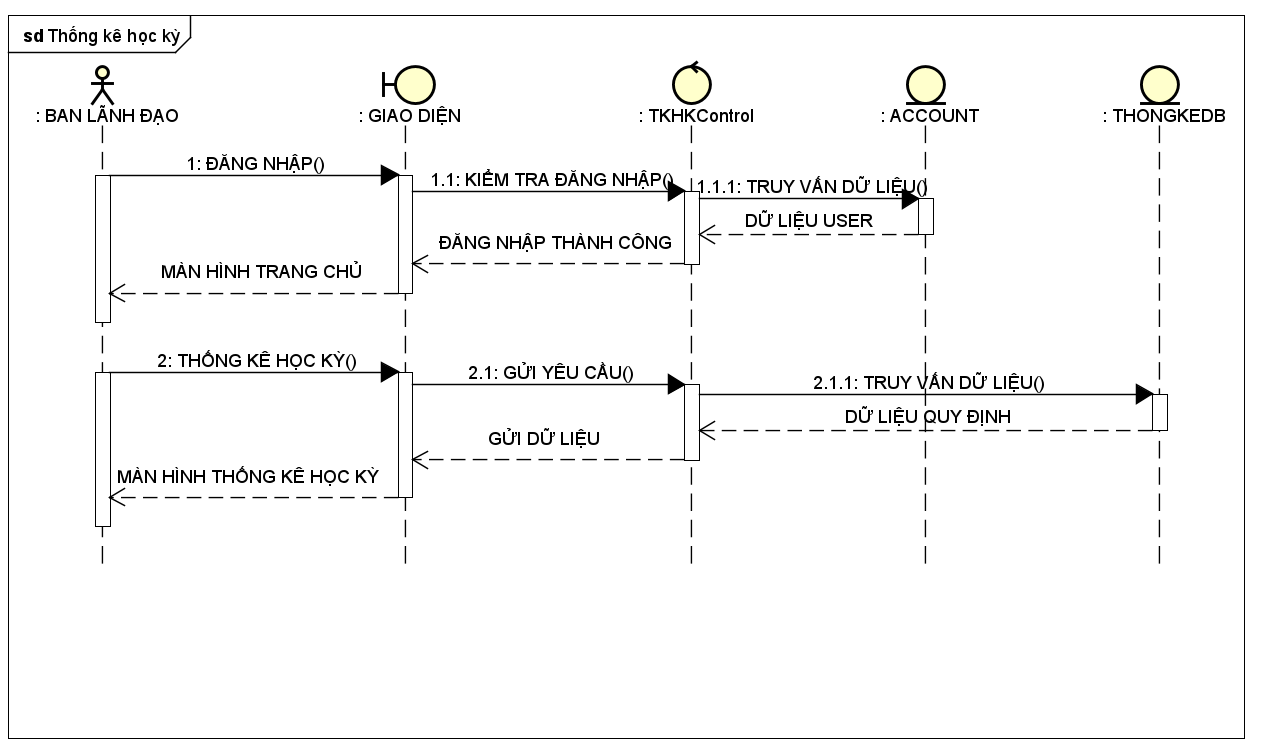 sd Thống kê học kỳ
: BAN LÃNH ĐẠO
: GIAO DIỆN
: TKHKControl
: ACCOUNT
: THONGKEDB
1: ĐĂNG NHẬP()
1.1: KIỂM TRA ĐĂNG NHẬP()
1.1.1: TRUY VẤN DỮ LIỆU()
DỮ LIỆU USER
ĐĂNG NHẬP THÀNH CÔNG
MÀN HÌNH TRANG CHỦ
2: THỐNG KÊ HỌC KỲ()
2.1: GỬI YÊU CẦU()
2.1.1: TRUY VẤN DỮ LIỆU()
DỮ LIỆU QUY ĐỊNH
GỬI DỮ LIỆU
MÀN HÌNH THỐNG KÊ HỌC KỲ